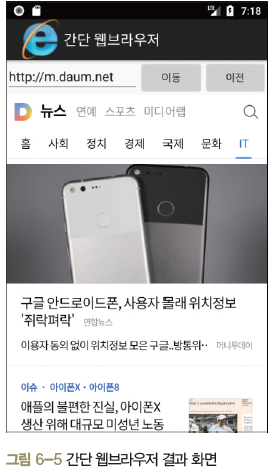 7:18
간단 웹브라우저
http://m.daum.net 이동 이전
뉴스 연예 스포츠 미디어랩
홈 사회 정치 경제 국제 문화 IT
구글 안드로이드폰, 사용자 몰래 위치정보
'쥐락펴락' 연합뉴스
이용자 동의 없이 위치정보 모은 구글..방통위·· 머니투데이
이슈 · 아이폰X · 아이폰8
애플의 불편한 진실, 아이폰X
생산 위해 대규모 미성년 노동
그림 6-5 간단 웹브라우저 결과 화면